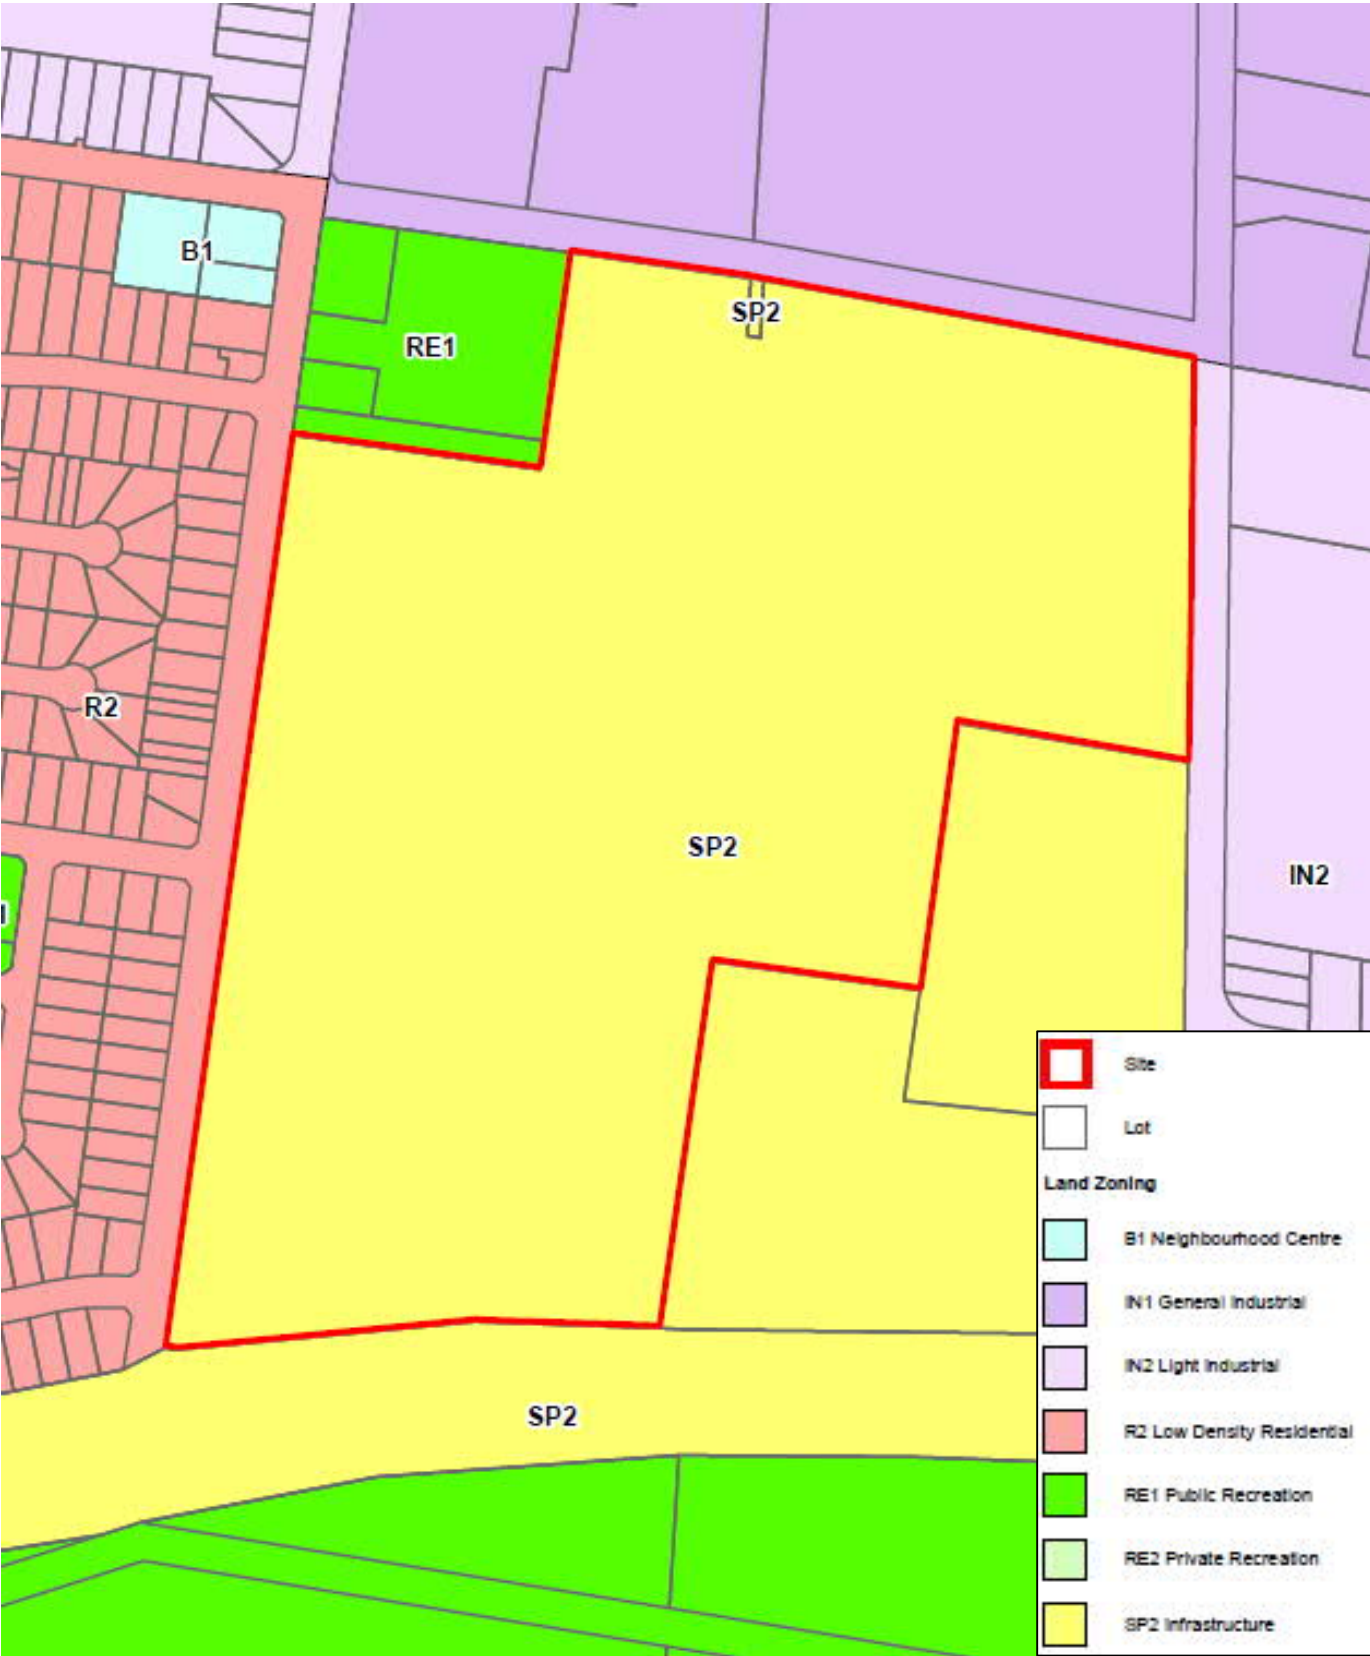 B1
SP2
RE1
R2
SP2
IN2
SP2
Site
Lot
Land Zoning
B1 Neighbourhood Centre
IN1 General Industrial
IN2 Light Industrial
R2 Low Density Residential
RE1 Public Recreation
RE2 Private Recreation
SP2 Infrastructure